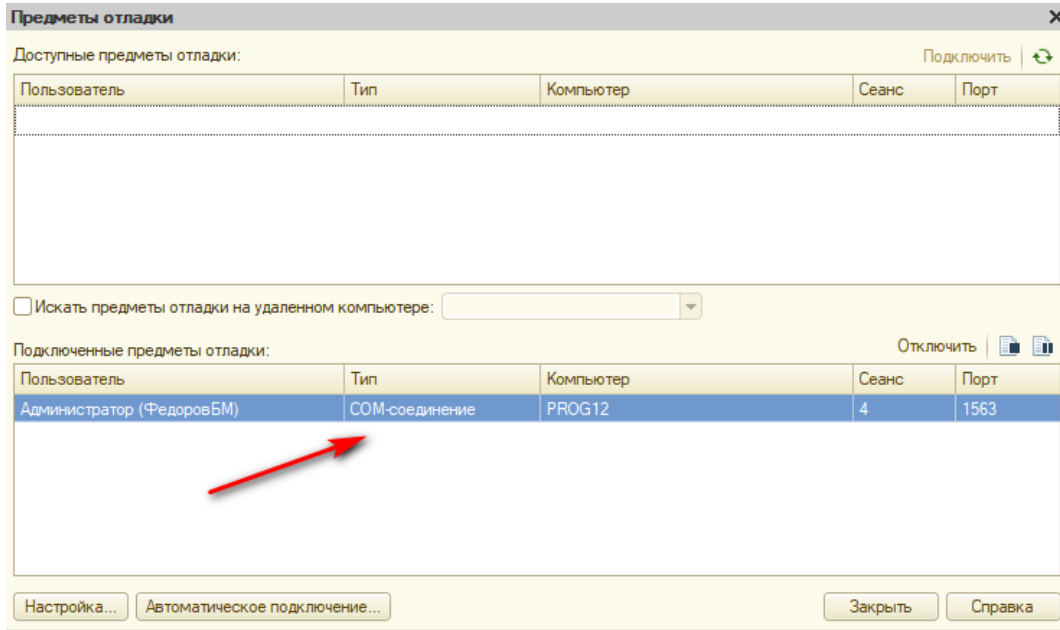 Предметы отладки
Доступные предметы отладки:
Подключить
Пользователь Тип Компьютер Сеанс Порт
Искать предметы отладки на удаленном компьютере:
Подключенные предметы отладки:
Отключить
Пользователь Тип Компьютер Сеанс Порт
Администратор (ФедоровБМ) COM-соединение PROG12 4 1563
Настройка... Автоматическое подключение... Закрыть Справка